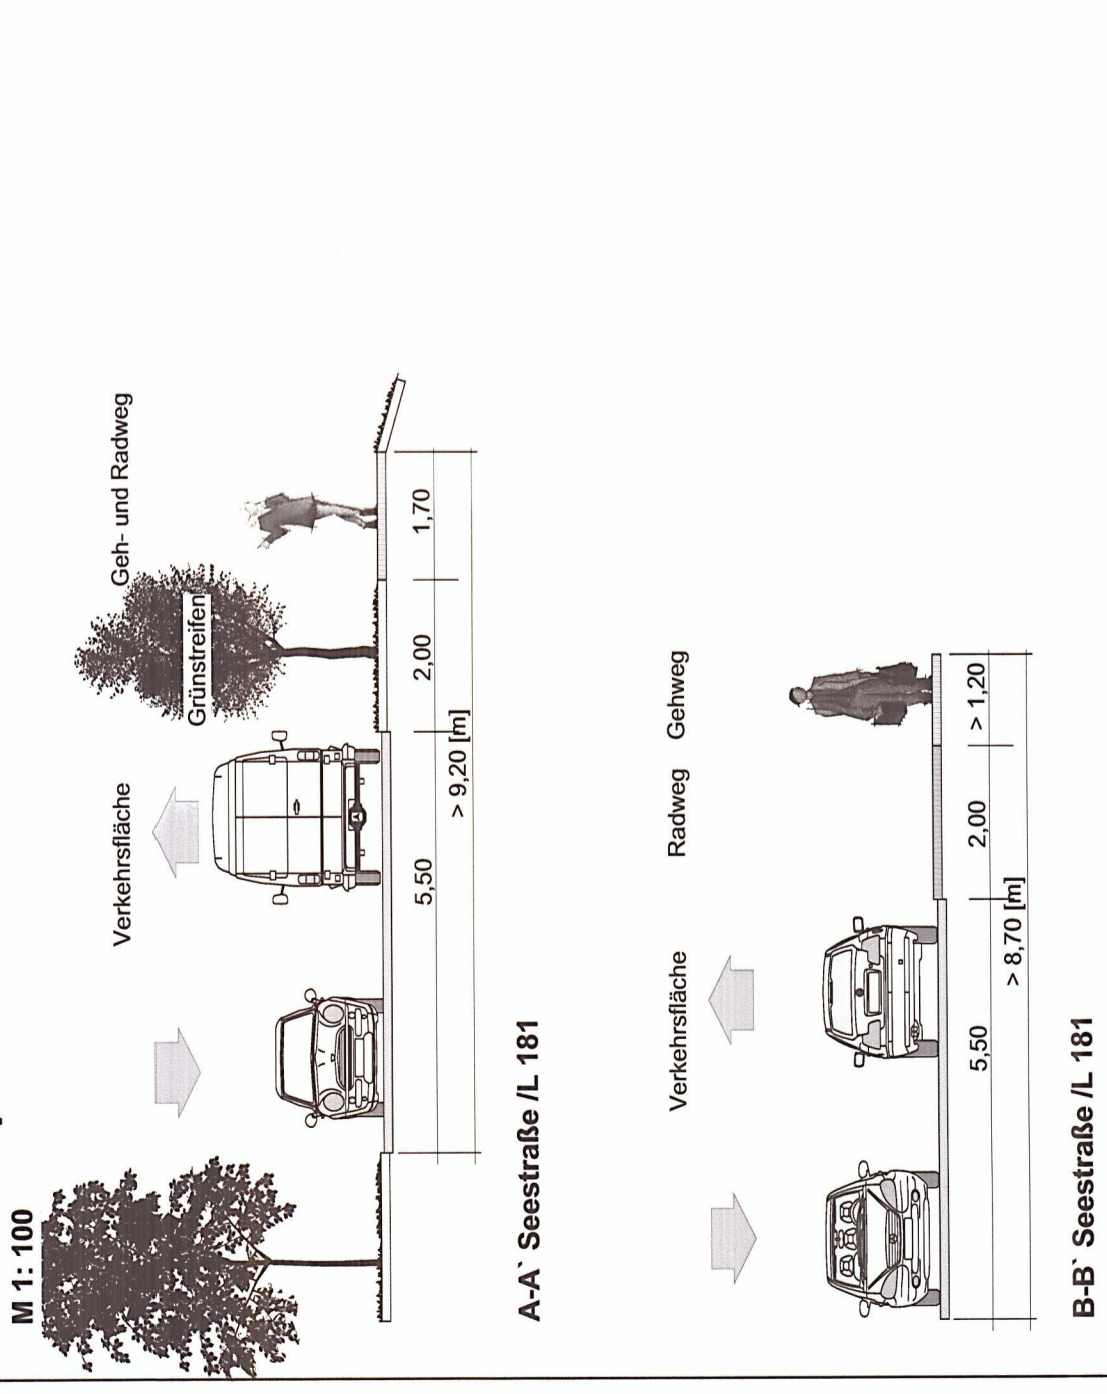 M 1: 100
Verkehrsfläche
Grünstreifen
Geh- und Radweg
5,50
2,00
1,70
> 9,20 [m]
A-A` Seestraße /L 181
Verkehrsfläche
Radweg
Gehweg
5,50
2,00
> 1,20
> 8,70 [m]
B-B` Seestraße /L 181